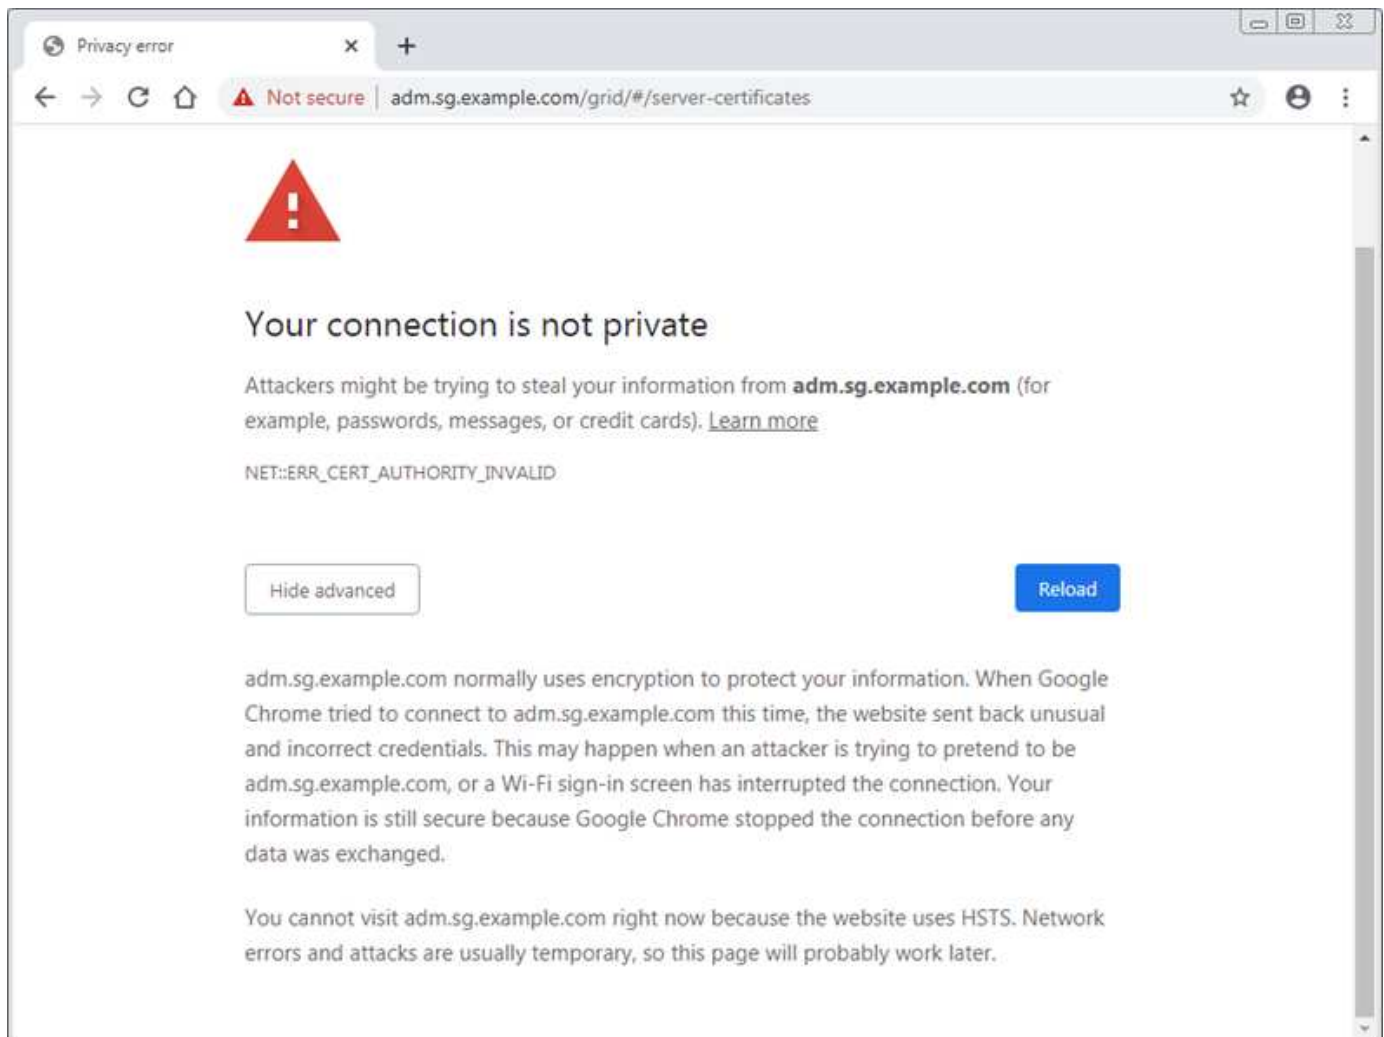 Privacy error
Not secure | adm.sg.example.com/grid/#/server-certificates
Your connection is not private
Attackers might be trying to steal your information from adm.sg.example.com (for
example, passwords, messages, or credit cards). Learn more
NET::ERR_CERT_AUTHORITY_INVALID
Hide advanced
Reload
adm.sg.example.com normally uses encryption to protect your information. When Google
Chrome tried to connect to adm.sg.example.com this time, the website sent back unusual
and incorrect credentials. This may happen when an attacker is trying to pretend to be
adm.sg.example.com, or a Wi-Fi sign-in screen has interrupted the connection. Your
information is still secure because Google Chrome stopped the connection before any
data was exchanged.
You cannot visit adm.sg.example.com right now because the website uses HSTS. Network
errors and attacks are usually temporary, so this page will probably work later.